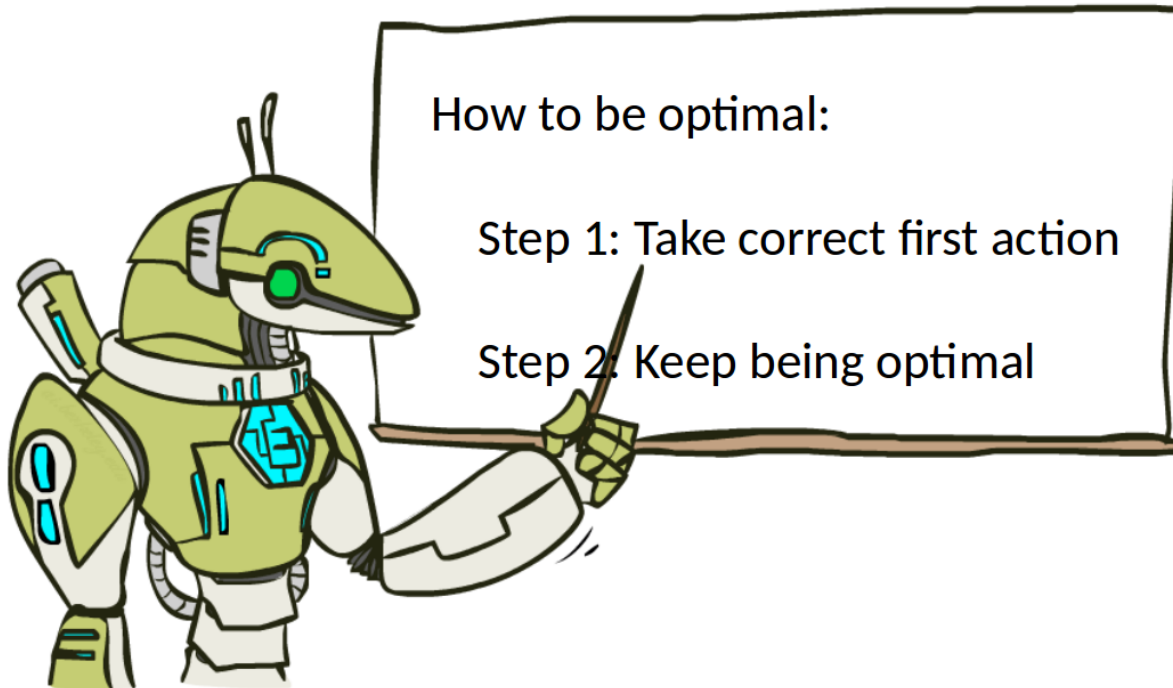 How to be optimal:
Step 1: Take correct first action
Step 2: Keep being optimal